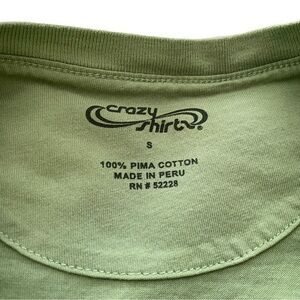 crazy
shirts®
S
100% PIMA COTTON
MADE IN PERU
RN # 52228